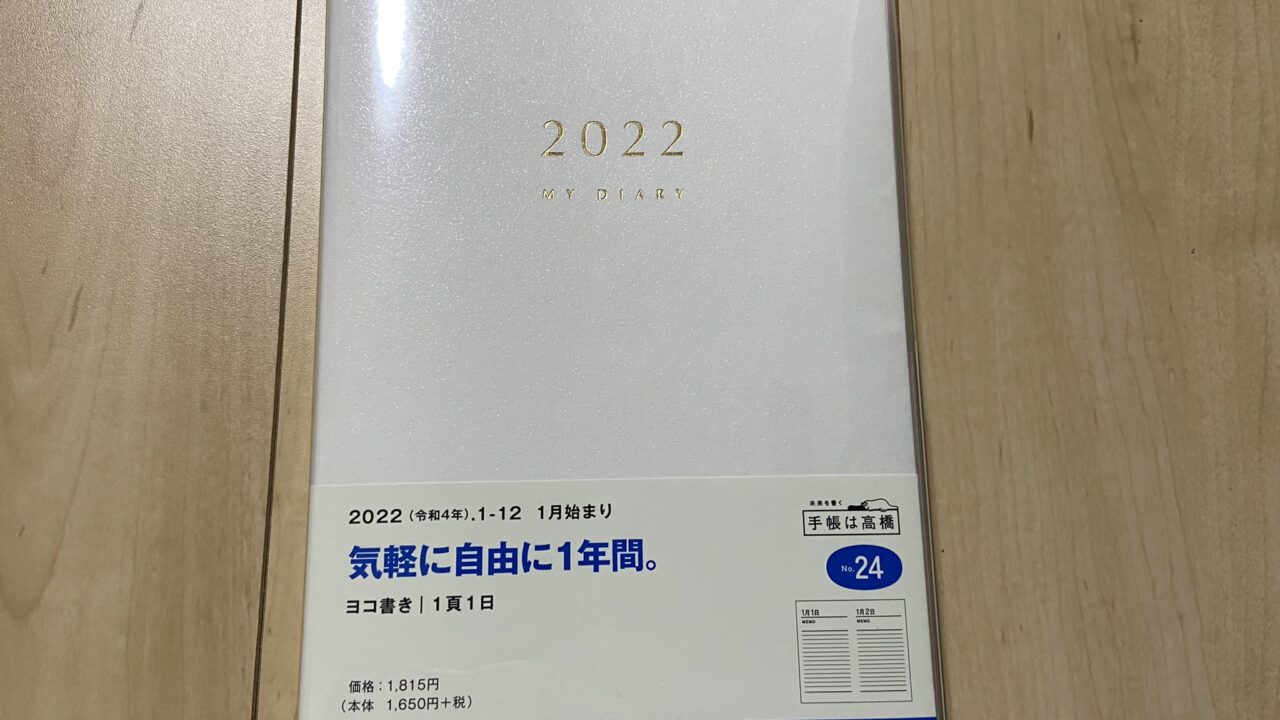 2022
MY DIARY
2022（令和4年）.1-12 1月始まり
気軽に自由に1年間。
ヨコ書き｜1頁1日
価格：1,815円
（本体 1,650円＋税）
未来を書く
手帳は高橋
No.24
1月1日 1月2日
MEMO MEMO